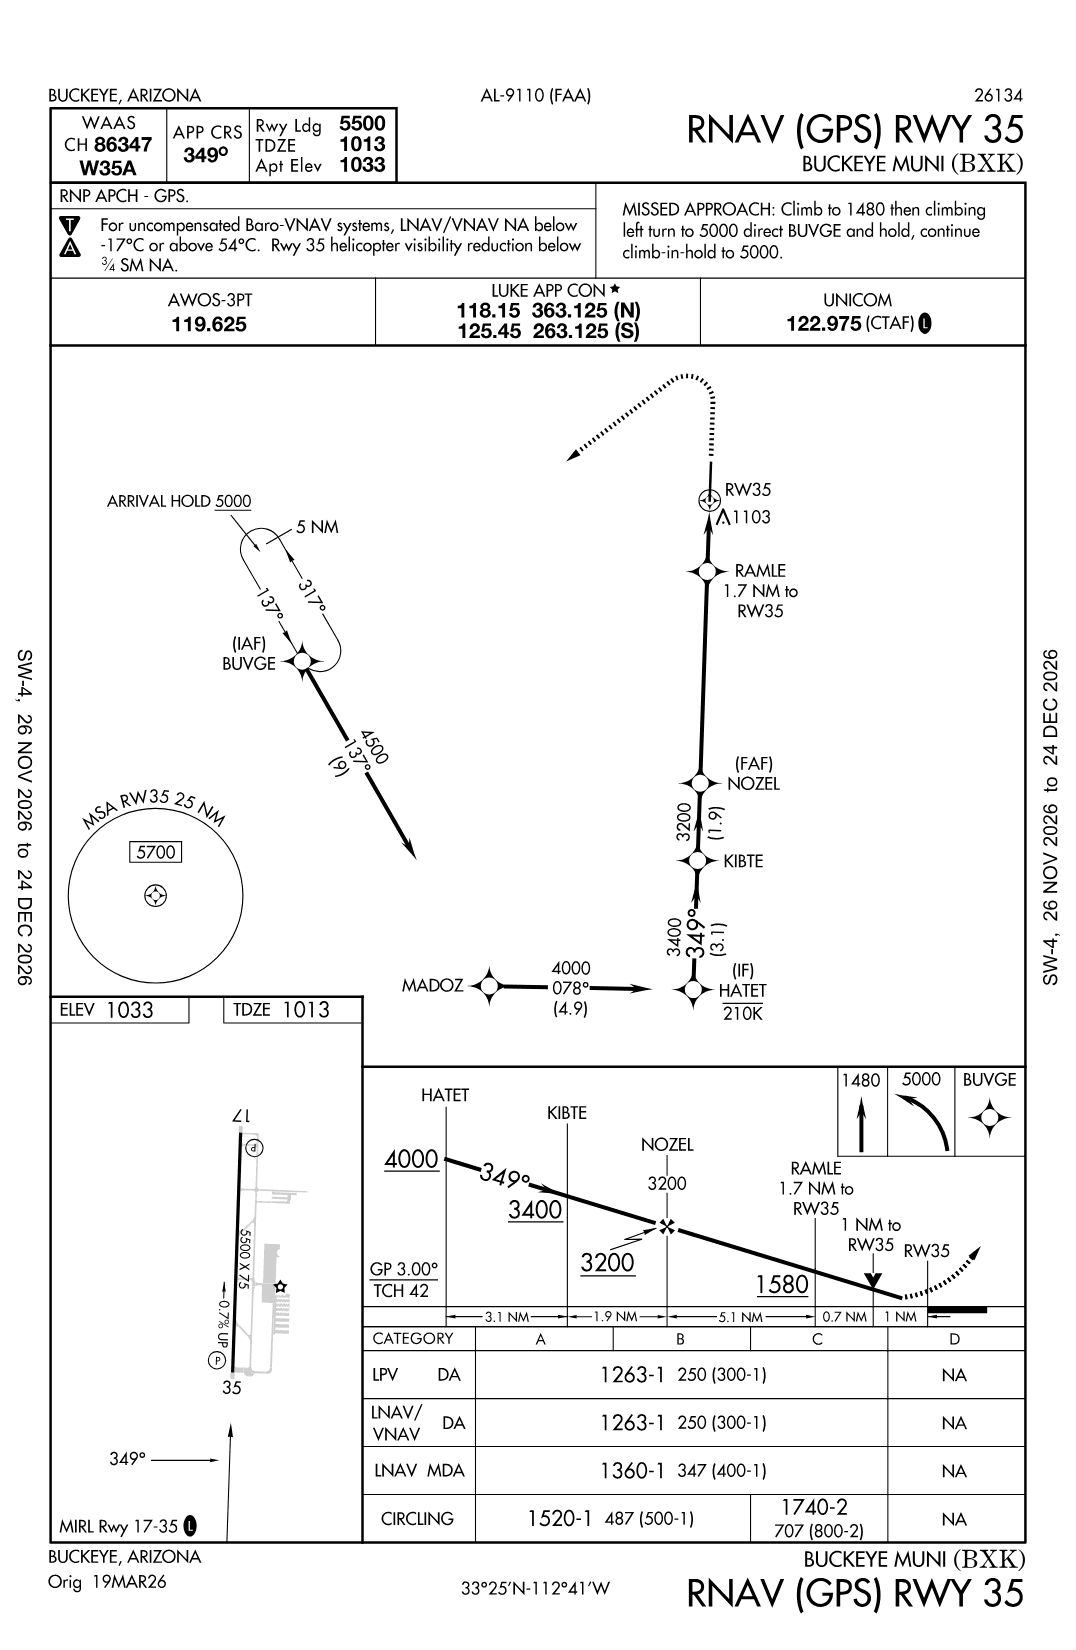 BUCKEYE, ARIZONA
AL-9110 (FAA)
26134
WAAS
CH 86347
W35A
APP CRS
349°
Rwy Ldg 5500
TDZE 1013
Apt Elev 1033
RNAV (GPS) RWY 35
BUCKEYE MUNI (BXK)
RNP APCH - GPS.
T
A
For uncompensated Baro-VNAV systems, LNAV/VNAV NA below
-17°C or above 54°C. Rwy 35 helicopter visibility reduction below
3/4 SM NA.
MISSED APPROACH: Climb to 1480 then climbing
left turn to 5000 direct BUVGE and hold, continue
climb-in-hold to 5000.
AWOS-3PT
119.625
LUKE APP CON ★
118.15 363.125 (N)
125.45 263.125 (S)
UNICOM
122.975 (CTAF) L
ARRIVAL HOLD 5000
5 NM
137°
317°
(IAF)
BUVGE
4500
137°
(9)
RW35
1103
RAMLE
1.7 NM to
RW35
(FAF)
NOZEL
3200
(1.9)
KIBTE
3400
349°
(3.1)
MADOZ
4000
078°
(4.9)
(IF)
HATET
210K
MSA RW35 25 NM
5700
SW-4, 26 NOV 2026 to 24 DEC 2026
SW-4, 26 NOV 2026 to 24 DEC 2026
ELEV 1033
TDZE 1013
17
P
5500 X 75
0.7% UP
P
35
349°
MIRL Rwy 17-35 L
HATET
KIBTE
NOZEL
3200
RAMLE
1.7 NM to
RW35
1 NM to
RW35
RW35
1480
5000
BUVGE
4000
349°
3400
3200
1580
GP 3.00°
TCH 42
3.1 NM
1.9 NM
5.1 NM
0.7 NM
1 NM
CATEGORY A B C D
LPV DA 1263-1 250 (300-1) NA
LNAV/
VNAV DA 1263-1 250 (300-1) NA
LNAV MDA 1360-1 347 (400-1) NA
CIRCLING 1520-1 487 (500-1) 1740-2
707 (800-2) NA
BUCKEYE, ARIZONA
Orig 19MAR26
33°25'N-112°41'W
BUCKEYE MUNI (BXK)
RNAV (GPS) RWY 35